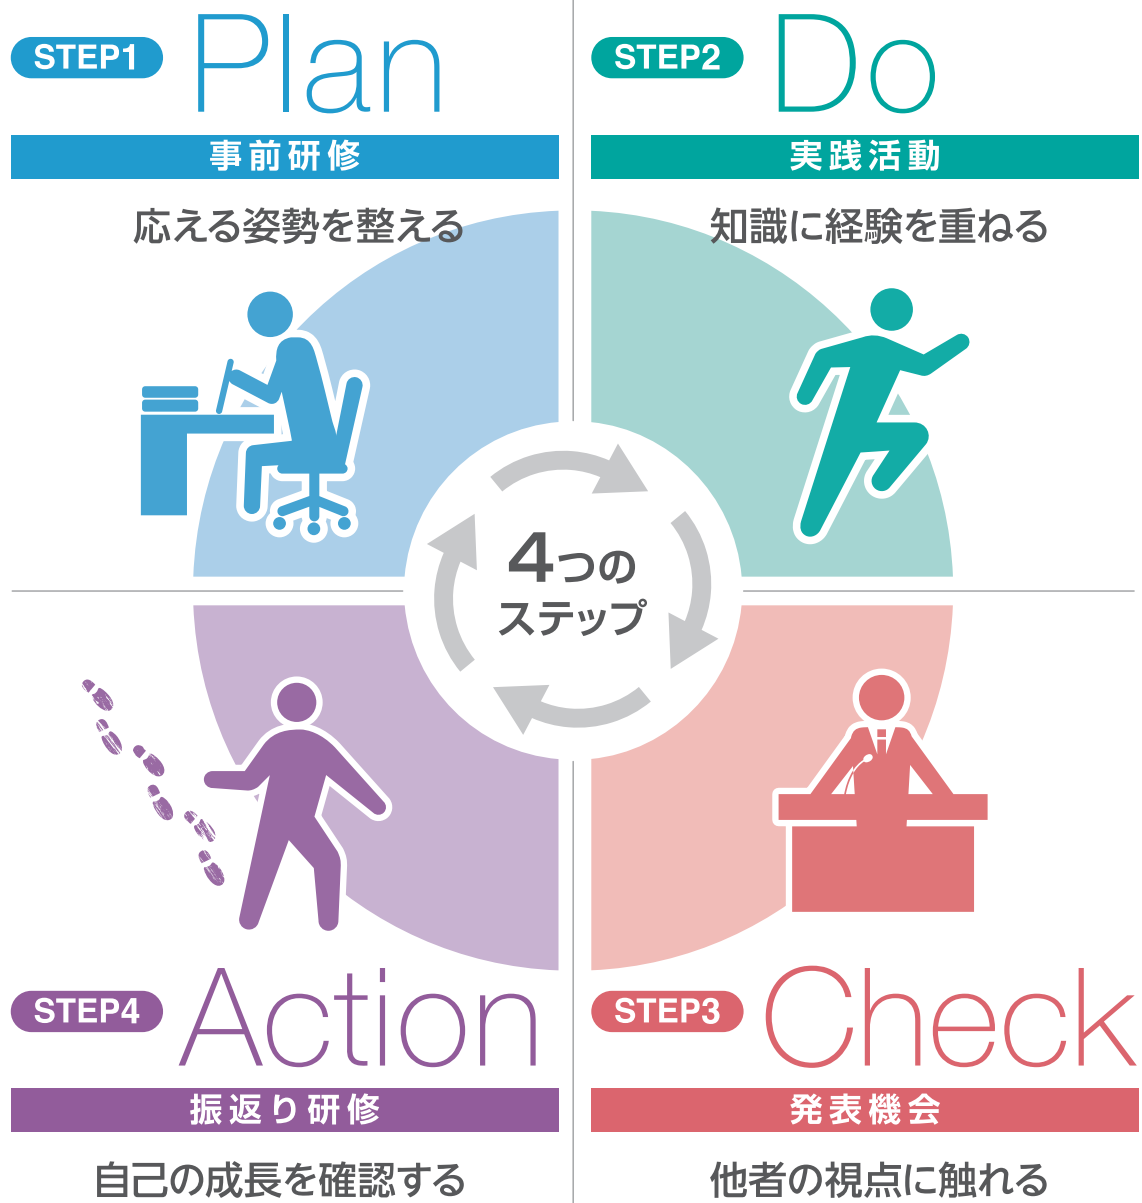 STEP1 Plan
事前研修
応える姿勢を整える
STEP2 Do
実践活動
知識に経験を重ねる
4つの
ステップ
STEP4 Action
振返り研修
自己の成長を確認する
STEP3 Check
発表機会
他者の視点に触れる